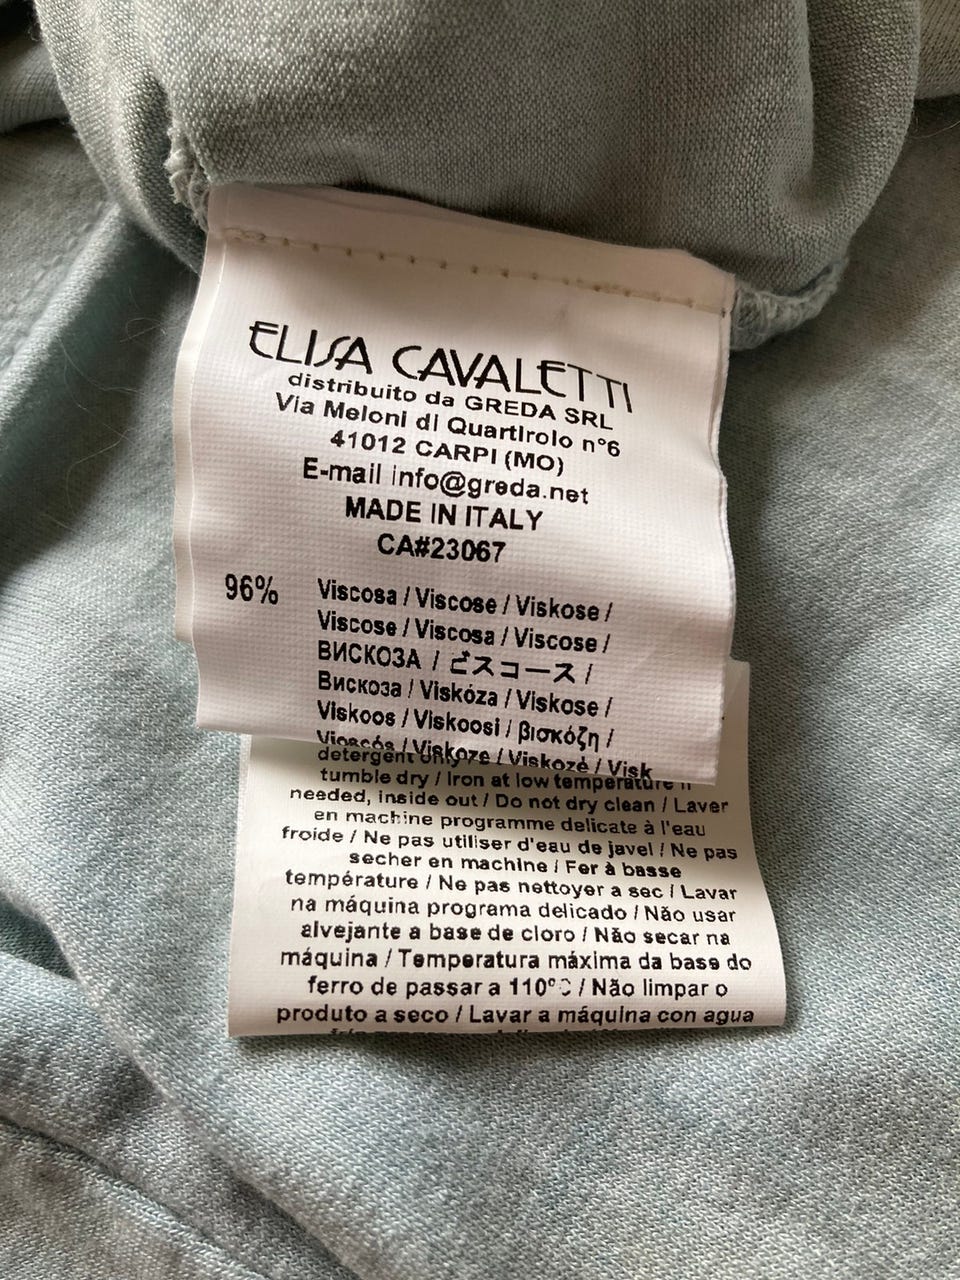 ELISA CAVALETTI
distribuito da GREDA SRL
Via Meloni di Quartirolo n°6
41012 CARPI (MO)
E-mail info@greda.net
MADE IN ITALY
CA#23067
96% Viscosa / Viscose / Viskose /
Viscose / Viscosa / Viscose /
ВИСКОЗА / ビスコース /
Вискоза / Viskóza / Viskose /
Viskoos / Viskoosi / βισκόζη /
Viskoze / Viskozė / Visk
detergent only
tumble dry / Iron at low temperature if
needed, inside out / Do not dry clean / Laver
en machine programme delicate à l'eau
froide / Ne pas utiliser d'eau de javel / Ne pas
secher en machine / Fer à basse
température / Ne pas nettoyer a sec / Lavar
na máquina programa delicado / Não usar
alvejante a base de cloro / Não secar na
máquina / Temperatura máxima da base do
ferro de passar a 110°C / Não limpar o
produto a seco / Lavar a máquina con agua